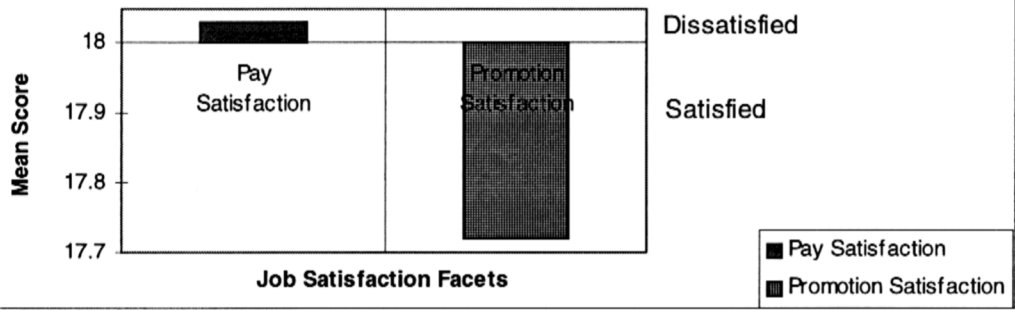 Dissatisfied
18
Pay
Satisfaction
Promotion
Satisfaction
Satisfied
17.9
17.8
17.7
Mean Score
Job Satisfaction Facets
Pay Satisfaction
Promotion Satisfaction